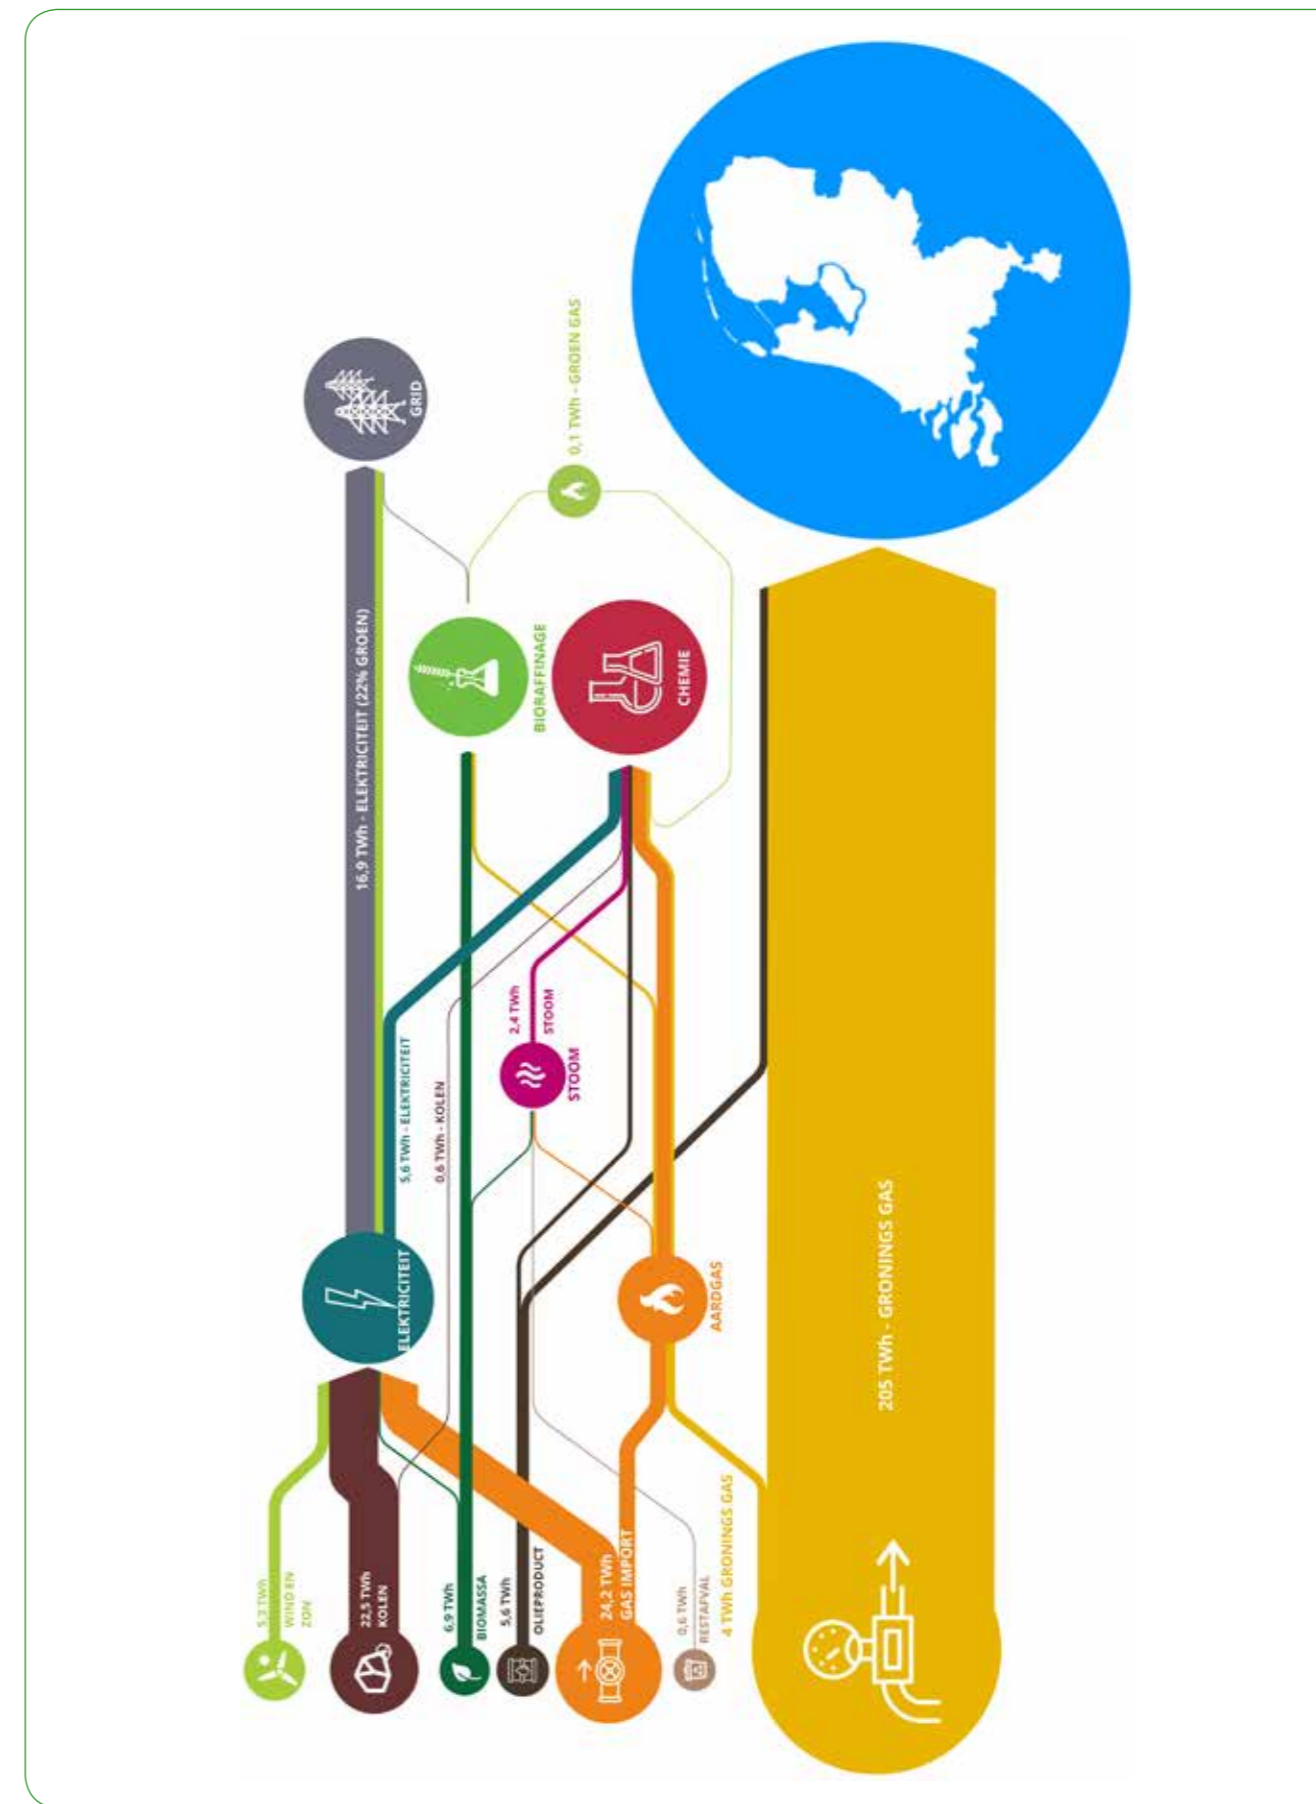 5,3 TWh
WIND EN
ZON
22,5 TWh
KOLEN
6,9 TWh
BIOMASSA
5,6 TWh
OLIEPRODUCT
24,2 TWh
GAS IMPORT
0,6 TWh
RESTAFVAL
4 TWh GRONINGS GAS
ELEKTRICITEIT
AARDGAS
205 TWh - GRONINGS GAS
5,6 TWh - ELEKTRICITEIT
0,6 TWh - KOLEN
2,4 TWh
STOOM
STOOM
16,9 TWh - ELEKTRICITEIT (22% GROEN)
BIORAFFINAGE
CHEMIE
0,1 TWh - GROEN GAS
GRID